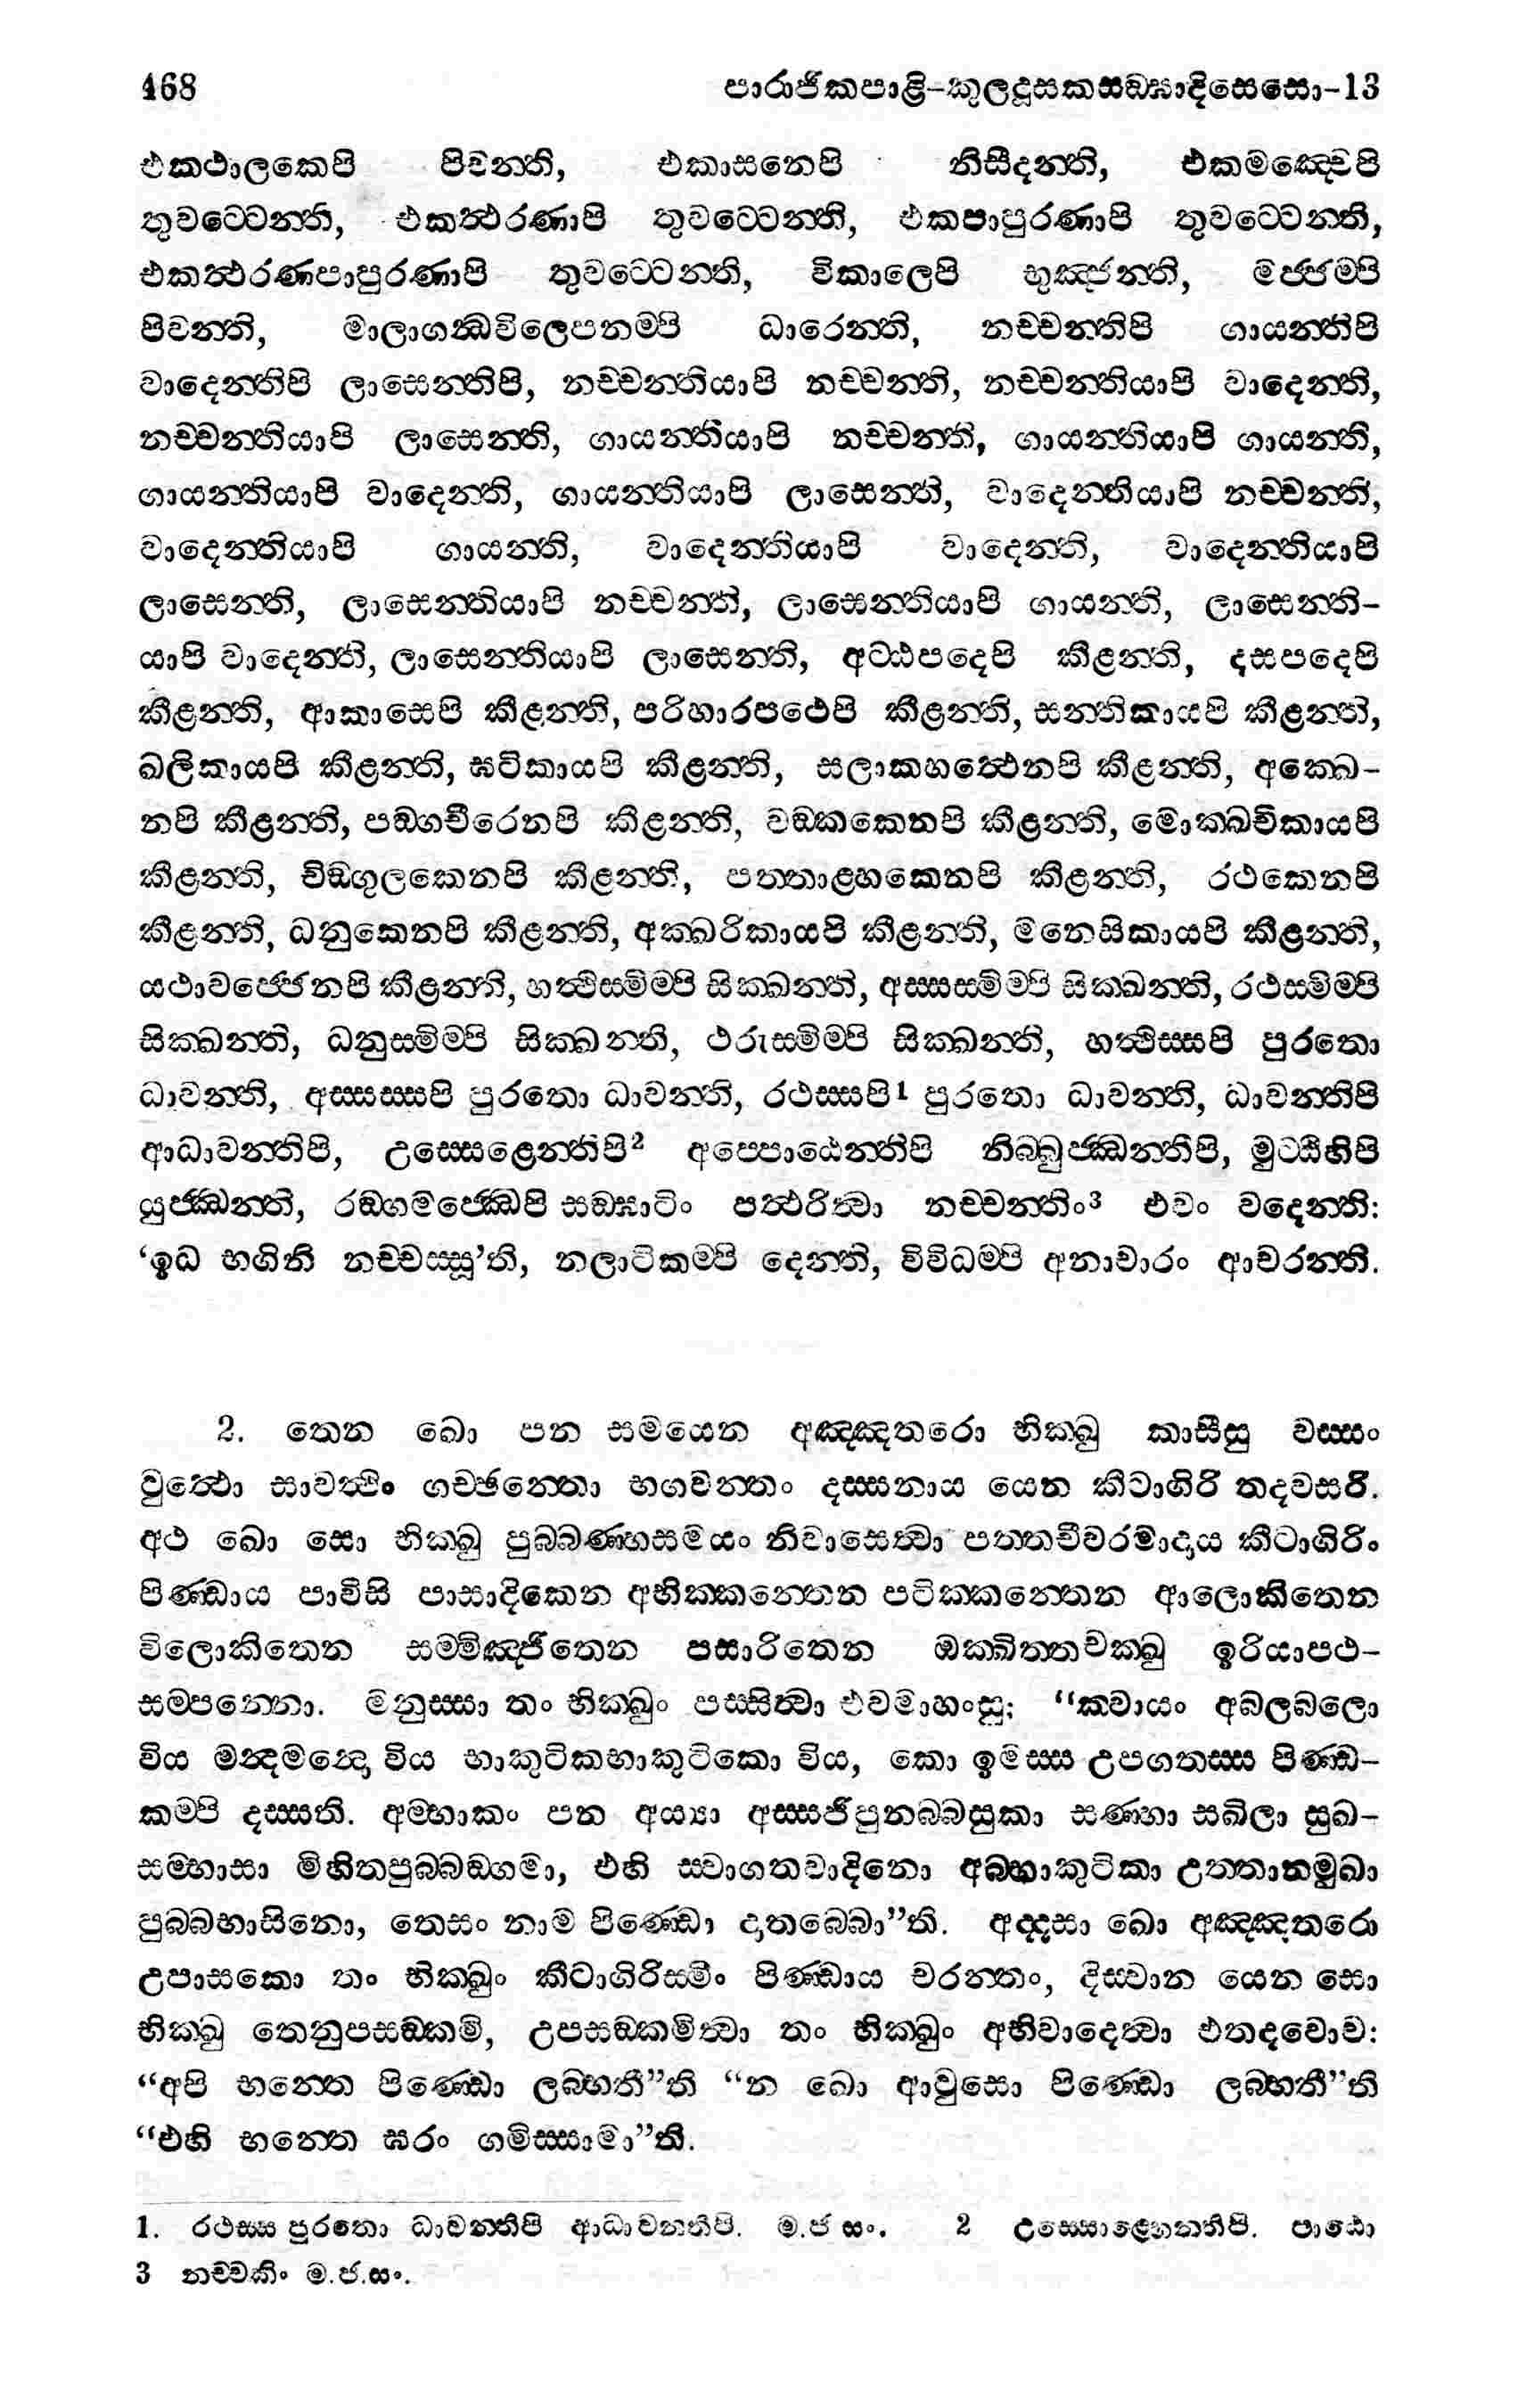 468 පාරාජිකපාළි-කුලදූසකසඞ්ඝාදිසෙසො-13
එකථාලකෙපි පිවන්ති, එකාසනෙපි නිසීදන්ති, එකමඤ්චෙපි
තුවට්ටෙන්ති, එකත්ථරණාපි තුවට්ටෙන්ති, එකපාපුරණාපි තුවට්ටෙන්ති,
එකත්ථරණපාපුරණාපි තුවට්ටෙන්ති, විකාලෙපි භුඤ්ජන්ති, මජ්ජම්පි
පිවන්ති, මාලාගන්ධවිලෙපනම්පි ධාරෙන්ති, නච්චන්තිපි ගායන්තිපි
වාදෙන්තිපි ලාසෙන්තිපි, නච්චන්තියාපි නච්චන්ති, නච්චන්තියාපි වාදෙන්ති,
නච්චන්තියාපි ලාසෙන්ති, ගායන්තියාපි නච්චන්ති, ගායන්තියාපි ගායන්ති,
ගායන්තියාපි වාදෙන්ති, ගායන්තියාපි ලාසෙන්ති, වාදෙන්තියාපි නච්චන්ති,
වාදෙන්තියාපි ගායන්ති, වාදෙන්තියාපි වාදෙන්ති, වාදෙන්තියාපි
ලාසෙන්ති, ලාසෙන්තියාපි නච්චන්ති, ලාසෙන්තියාපි ගායන්ති, ලාසෙන්ති-
යාපි වාදෙන්ති, ලාසෙන්තියාපි ලාසෙන්ති, අට්ඨපදෙපි කීළන්ති, දසපදෙපි
කීළන්ති, ආකාසෙපි කීළන්ති, පරිහාරපථෙපි කීළන්ති, සන්තිකායපි කීළන්ති,
ඛලිකායපි කීළන්ති, ඝටිකායපි කීළන්ති, සලාකහත්ථෙනපි කීළන්ති, අක්ඛෙ-
නපි කීළන්ති, පඞ්ගචීරෙනපි කීළන්ති, වඞ්කකෙනපි කීළන්ති, මොක්ඛචිකායපි
කීළන්ති, චිඞ්ගුලකෙනපි කීළන්ති, පත්තාළ්හකෙනපි කීළන්ති, රථකෙනපි
කීළන්ති, ධනුකෙනපි කීළන්ති, අක්ඛරිකායපි කීළන්ති, මනෙසිකායපි කීළන්ති,
යථාවජ්ජෙනපි කීළන්ති, හත්ථිස්මිම්පි සික්ඛන්ති, අස්සස්මිම්පි සික්ඛන්ති, රථස්මිම්පි
සික්ඛන්ති, ධනුස්මිම්පි සික්ඛන්ති, ථරුස්මිම්පි සික්ඛන්ති, හත්ථිස්සපි පුරතො
ධාවන්ති, අස්සස්සපි පුරතො ධාවන්ති, රථස්සපි¹ පුරතො ධාවන්ති, ධාවන්තිපි
ආධාවන්තිපි, උස්සෙළෙන්තිපි² අප්පොඨෙන්තිපි නිබ්බුජ්ඣන්තිපි, මුට්ඨීහිපි
යුජ්ඣන්ති, රඞ්ගමජ්ඣෙපි සඞ්ඝාටිං පත්ථරිත්වා නච්චන්තිං³ එවං වදෙන්ති:
‘ඉධ භගිනි නච්චස්සූ’ති, නලාටිකම්පි දෙන්ති, විවිධම්පි අනාචාරං ආචරන්ති.
2. තෙන ඛො පන සමයෙන අඤ්ඤතරො භික්ඛු කාසීසු වස්සං
වුත්ථො සාවත්ථිං ගච්ඡන්තො භගවන්තං දස්සනාය යෙන කීටාගිරි තදවසරි.
අථ ඛො සො භික්ඛු පුබ්බණ්හසමයං නිවාසෙත්වා පත්තචීවරමාදාය කීටාගිරිං
පිණ්ඩාය පාවිසි පාසාදිකෙන අභික්කන්තෙන පටික්කන්තෙන ආලොකිතෙන
විලොකිතෙන සම්මිඤ්ජිතෙන පසාරිතෙන ඔක්ඛිත්තචක්ඛු ඉරියාපථ-
සම්පන්නො. මනුස්සා තං භික්ඛුං පස්සිත්වා එවමාහංසු: “ක්වායං අබලබලො
විය මන්දමන්දො විය භාකුටිකභාකුටිකො විය, කො ඉමස්ස උපගතස්ස පිණ්ඩ-
කම්පි දස්සති. අම්හාකං පන අය්‍යා අස්සජිපුනබ්බසුකා සණ්හා සඛිලා සුඛ-
සම්භාසා මිහිතපුබ්බඞ්ගමා, එහි ස්වාගතවාදිනො අබ්භාකුටිකා උත්තානමුඛා
පුබ්බභාසිනො, තෙසං නාම පිණ්ඩො දාතබ්බො”ති. අද්දසා ඛො අඤ්ඤතරො
උපාසකො තං භික්ඛුං කීටාගිරිස්මිං පිණ්ඩාය චරන්තං, දිස්වාන යෙන සො
භික්ඛු තෙනුපසඞ්කමි, උපසඞ්කමිත්වා තං භික්ඛුං අභිවාදෙත්වා එතදවොච:
“අපි භන්තෙ පිණ්ඩො ලබ්භතී”ති “න ඛො ආවුසො පිණ්ඩො ලබ්භතී”ති
“එහි භන්තෙ ඝරං ගමිස්සාමා”ති.
1. රථස්ස පුරතො ධාවන්තිපි ආධාවන්තිපි. ම.ජ සං. 2 උස්සොළෙහන්තිපි. පාඨො
3 නච්චකිං ම.ජ.සං.